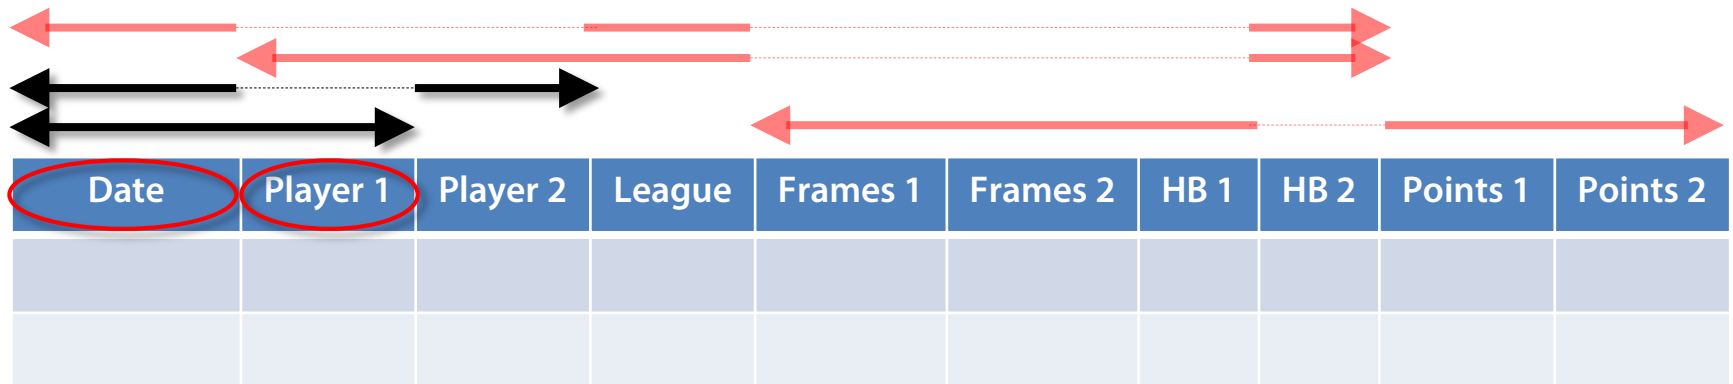 Date Player 1 Player 2 League Frames 1 Frames 2 HB 1 HB 2 Points 1 Points 2